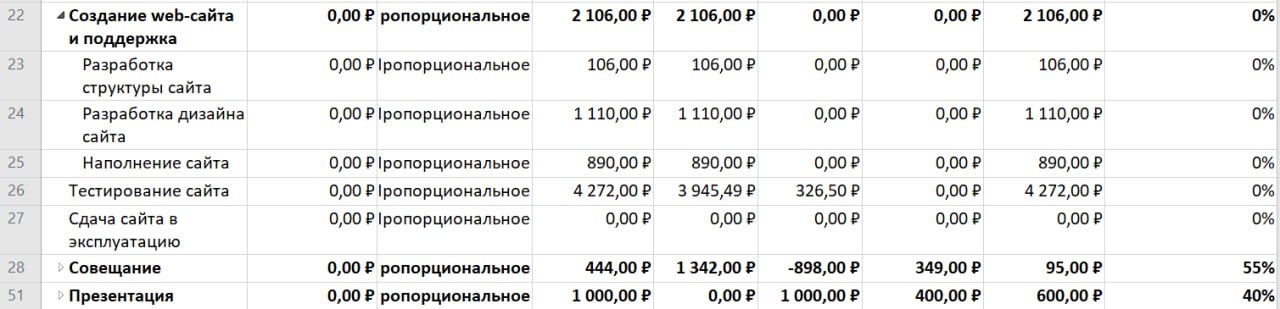 22 Создание web-сайта 0,00 ₽ ропорциональное 2 106,00 ₽ 2 106,00 ₽ 0,00 ₽ 0,00 ₽ 2 106,00 ₽ 0%
и поддержка
23 Разработка 0,00 ₽ Іропорциональное 106,00 ₽ 106,00 ₽ 0,00 ₽ 0,00 ₽ 106,00 ₽ 0%
структуры сайта
24 Разработка дизайна 0,00 ₽ Іропорциональное 1 110,00 ₽ 1 110,00 ₽ 0,00 ₽ 0,00 ₽ 1 110,00 ₽ 0%
сайта
25 Наполнение сайта 0,00 ₽ Іропорциональное 890,00 ₽ 890,00 ₽ 0,00 ₽ 0,00 ₽ 890,00 ₽ 0%
26 Тестирование сайта 0,00 ₽ Іропорциональное 4 272,00 ₽ 3 945,49 ₽ 326,50 ₽ 0,00 ₽ 4 272,00 ₽ 0%
27 Сдача сайта в 0,00 ₽ Іропорциональное 0,00 ₽ 0,00 ₽ 0,00 ₽ 0,00 ₽ 0,00 ₽ 0%
эксплуатацию
28 Совещание 0,00 ₽ ропорциональное 444,00 ₽ 1 342,00 ₽ -898,00 ₽ 349,00 ₽ 95,00 ₽ 55%
51 Презентация 0,00 ₽ ропорциональное 1 000,00 ₽ 0,00 ₽ 1 000,00 ₽ 400,00 ₽ 600,00 ₽ 40%